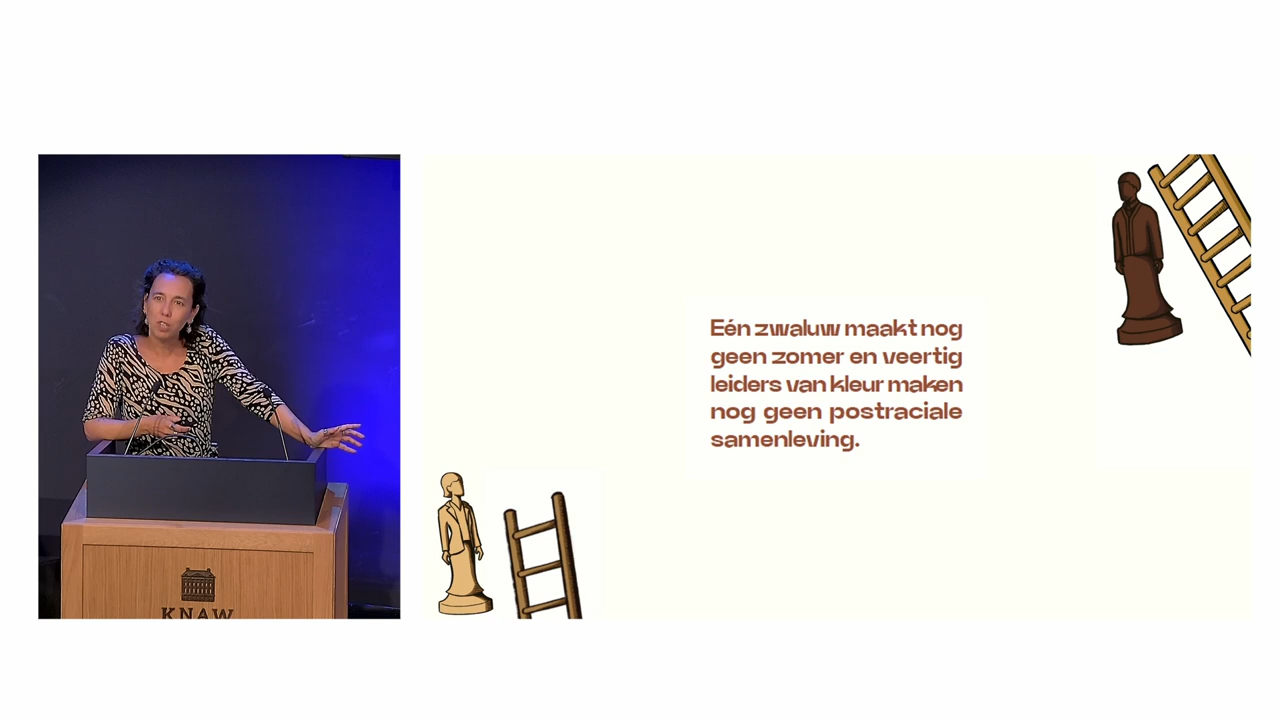 Eén zwaluw maakt nog
geen zomer en veertig
leiders van kleur maken
nog geen postraciale
samenleving.
KNAW